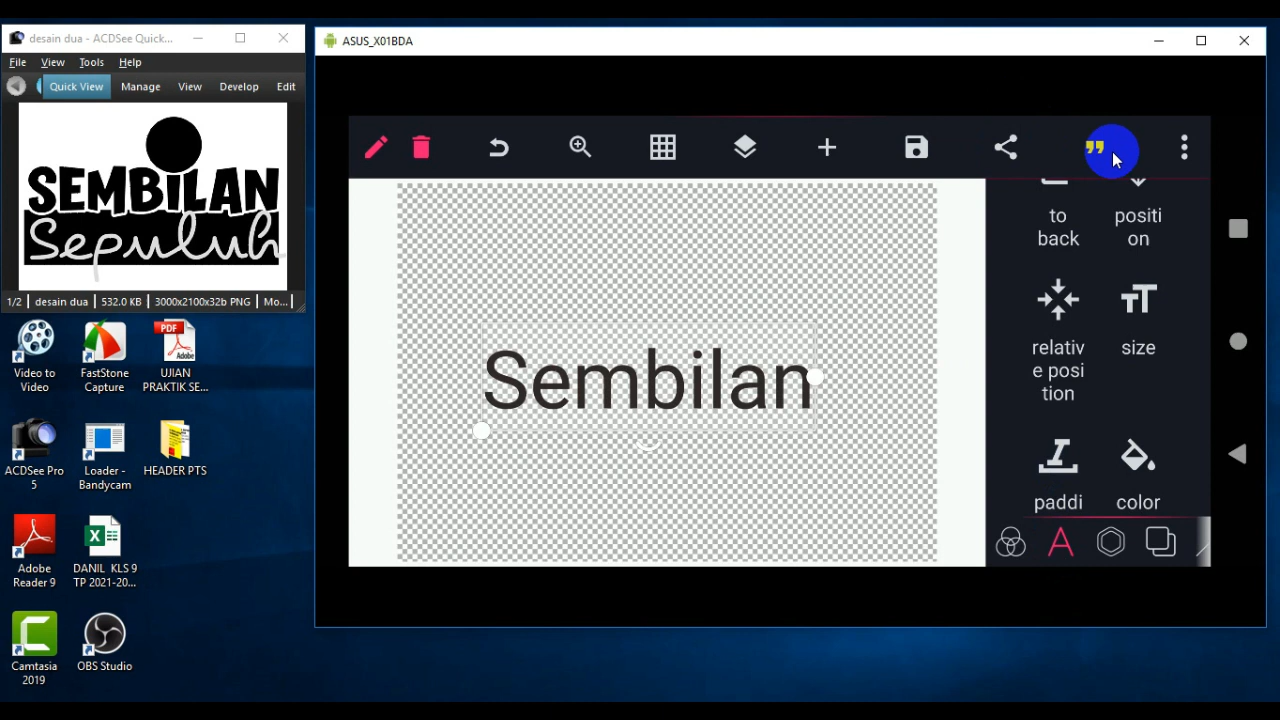 desain dua - ACDSee Quick...
File View Tools Help
Quick View Manage View Develop Edit
SEMBILAN
Sepuluh
1/2 desain dua 532.0 KB 3000x2100x32b PNG Mo...
Video to
Video
FastStone
Capture
PDF
Adobe
UJIAN
PRAKTIK SE...
ACDSee Pro
5
Loader -
Bandycam
HEADER PTS
Adobe
Reader 9
DANIL KLS 9
TP 2021-20...
Camtasia
2019
OBS Studio
ASUS_X01BDA
to
back
positi
on
relativ
e posi
tion
size
paddi
color
Sembilan